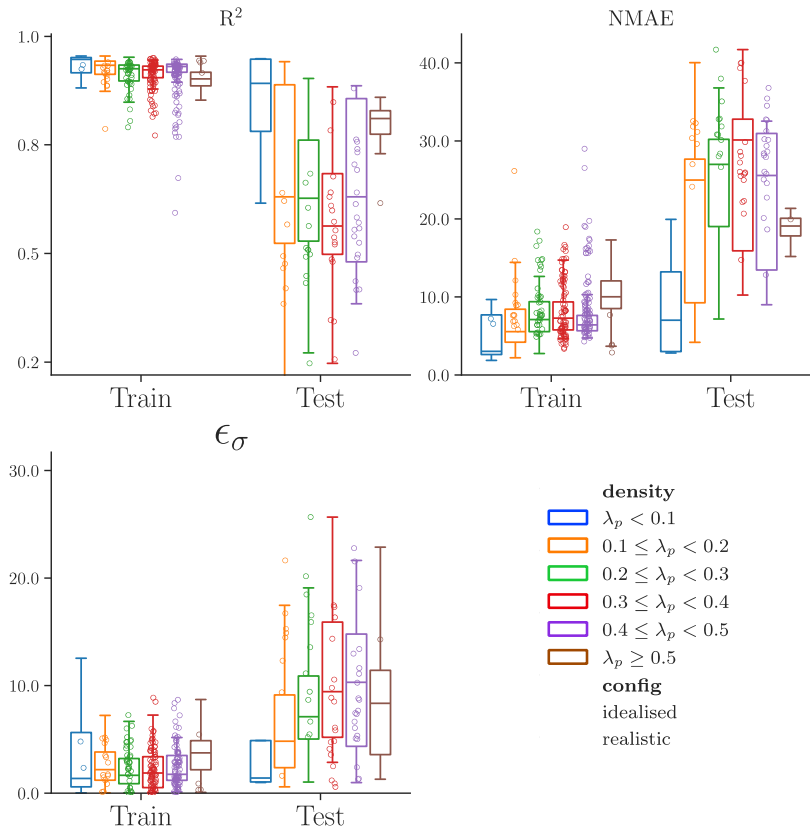 R²
1.0
0.8
0.5
0.2
Train
Test
NMAE
40.0
30.0
20.0
10.0
0.0
Train
Test
ϵσ
30.0
20.0
10.0
0.0
Train
Test
density
λp < 0.1
0.1 ≤ λp < 0.2
0.2 ≤ λp < 0.3
0.3 ≤ λp < 0.4
0.4 ≤ λp < 0.5
λp ≥ 0.5
config
idealised
realistic